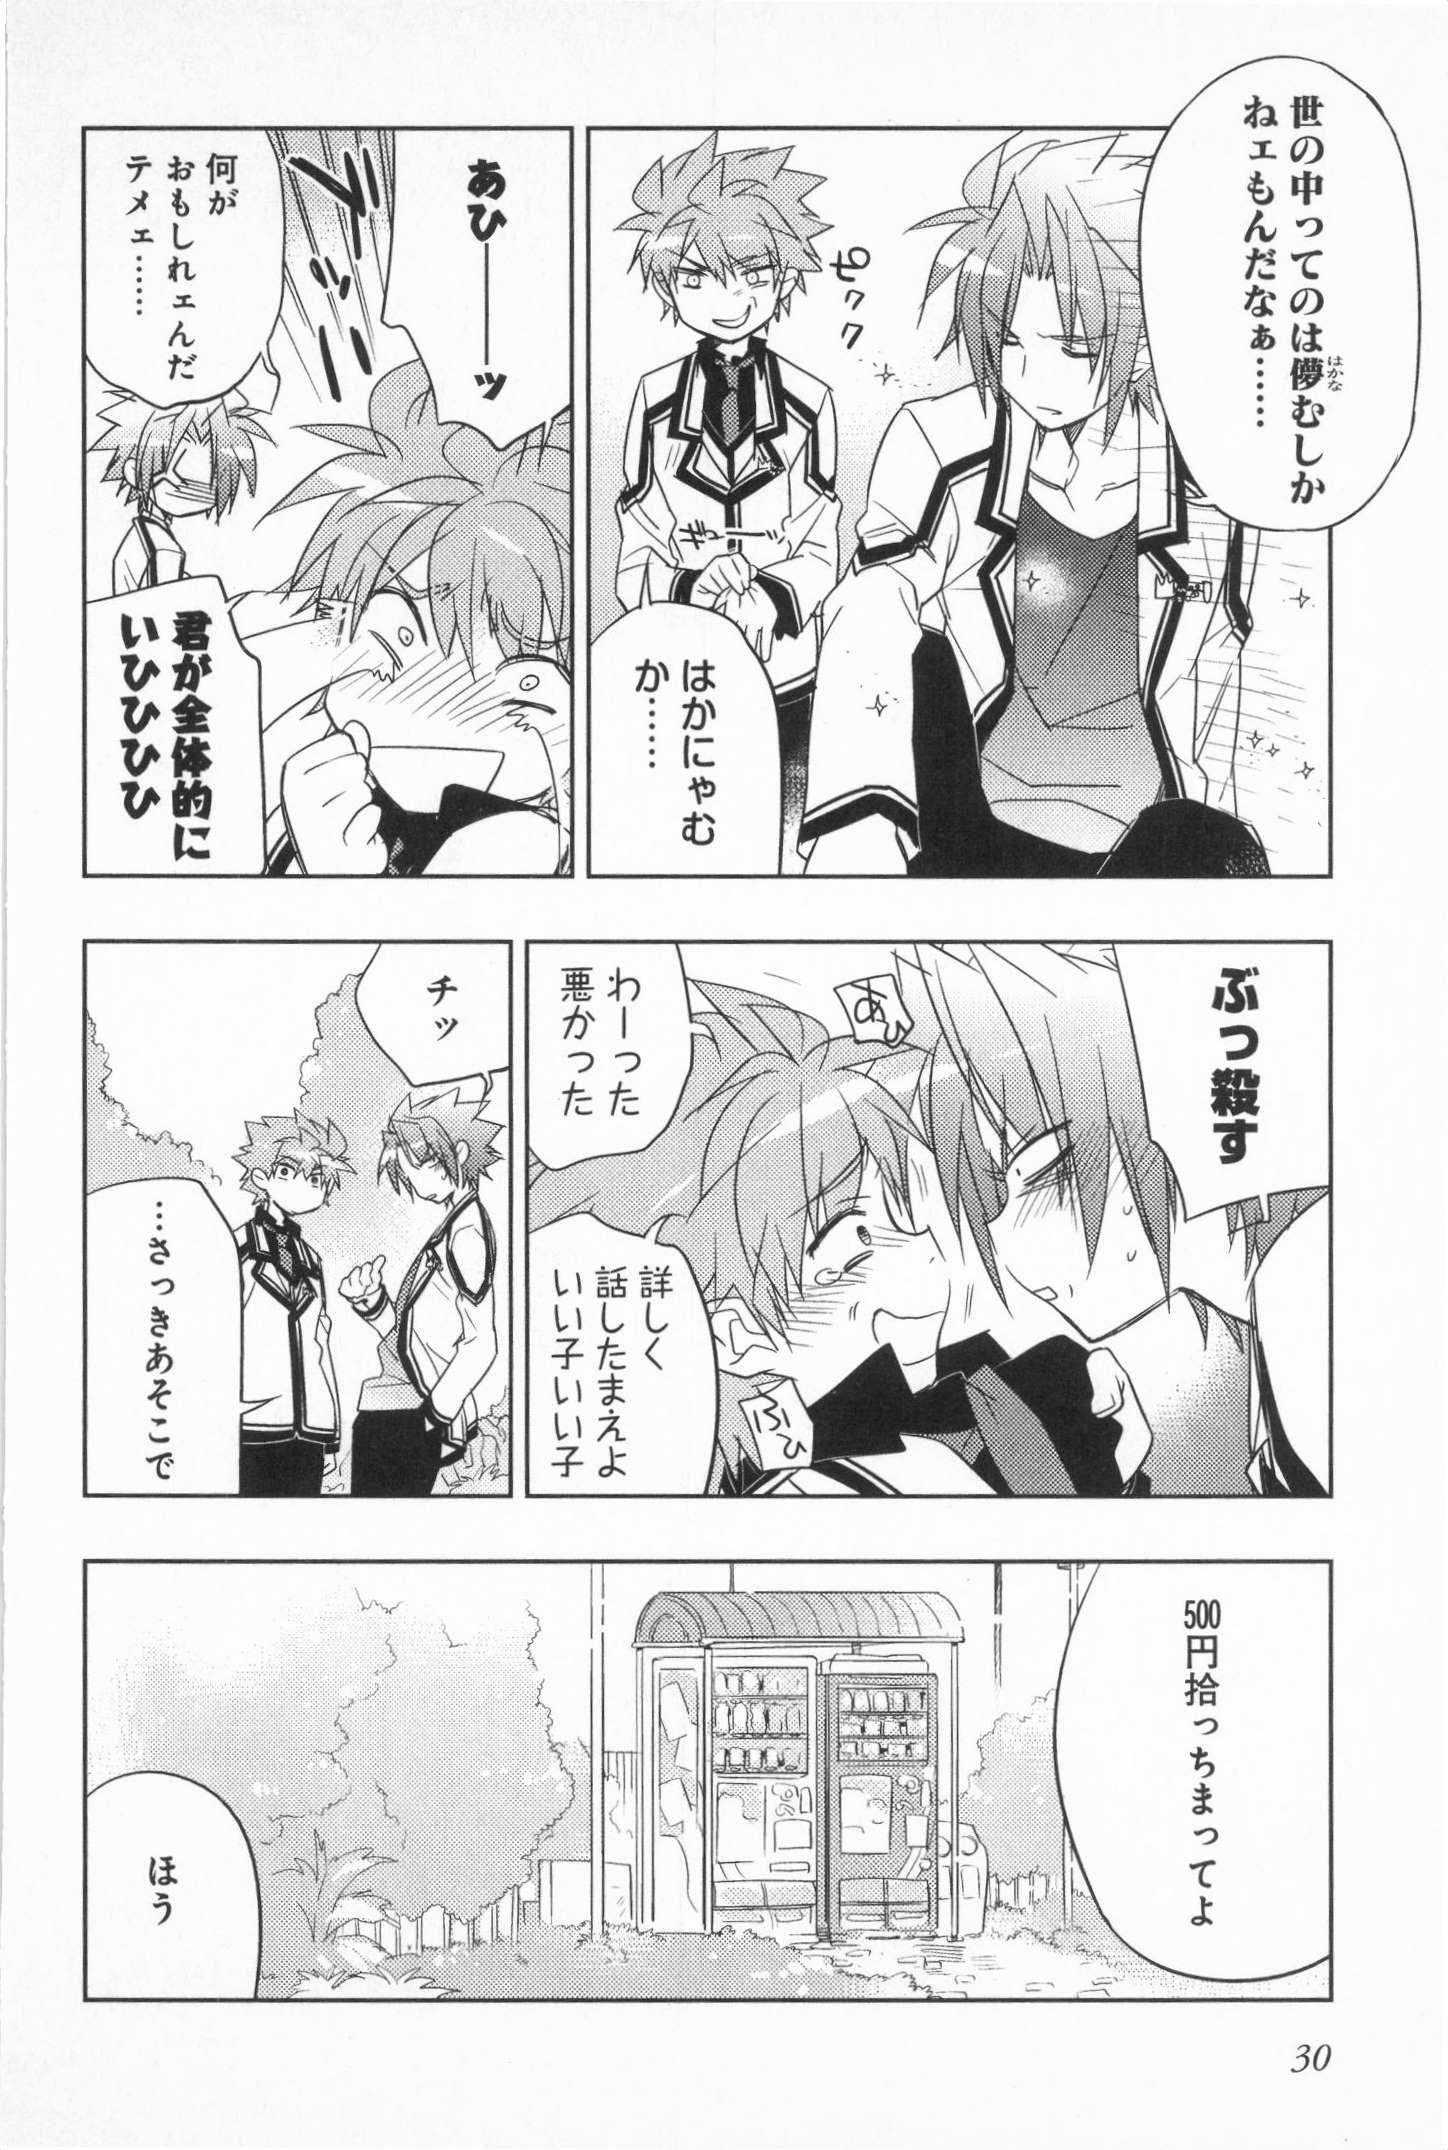 世の中ってのは儚むしか
はかな
ねェもんだなぁ……
ピクク
ギュー
はかにゃむ
か……
あひ――ッ
何が
おもしれェんだ
テメェ……
君が全体的に
いひひひひ
ぶっ殺す
あひ
わーった
悪かった
詳しく
話したまえよ
いい子いい子
ふひ
チッ
…さっきあそこで
500円拾っちまってよ
ほう
30